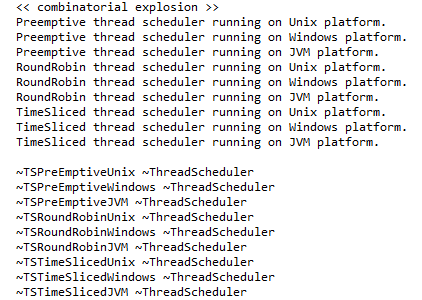 << combinatorial explosion >>
Preemptive thread scheduler running on Unix platform.
Preemptive thread scheduler running on Windows platform.
Preemptive thread scheduler running on JVM platform.
RoundRobin thread scheduler running on Unix platform.
RoundRobin thread scheduler running on Windows platform.
RoundRobin thread scheduler running on JVM platform.
TimeSliced thread scheduler running on Unix platform.
TimeSliced thread scheduler running on Windows platform.
TimeSliced thread scheduler running on JVM platform.
~TSPreEmptiveUnix ~ThreadScheduler
~TSPreEmptiveWindows ~ThreadScheduler
~TSPreEmptiveJVM ~ThreadScheduler
~TSRoundRobinUnix ~ThreadScheduler
~TSRoundRobinWindows ~ThreadScheduler
~TSRoundRobinJVM ~ThreadScheduler
~TSTimeSlicedUnix ~ThreadScheduler
~TSTimeSlicedWindows ~ThreadScheduler
~TSTimeSlicedJVM ~ThreadScheduler